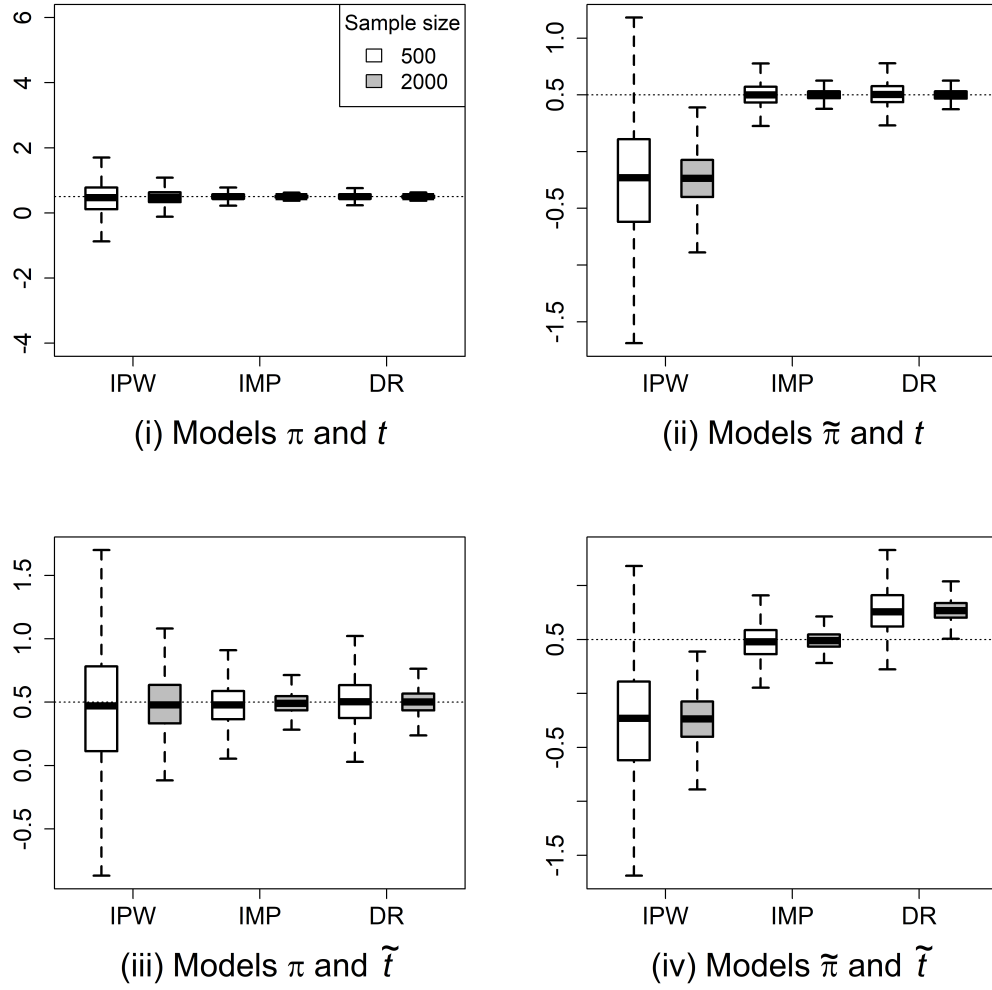 6
4
2
0
-2
-4
Sample size
500
2000
IPW IMP DR
(i) Models π and t
1.0
0.5
-0.5
-1.5
IPW IMP DR
(ii) Models π̃ and t
1.5
1.0
0.5
0.0
-0.5
IPW IMP DR
(iii) Models π and t̃
0.5
-0.5
-1.5
IPW IMP DR
(iv) Models π̃ and t̃